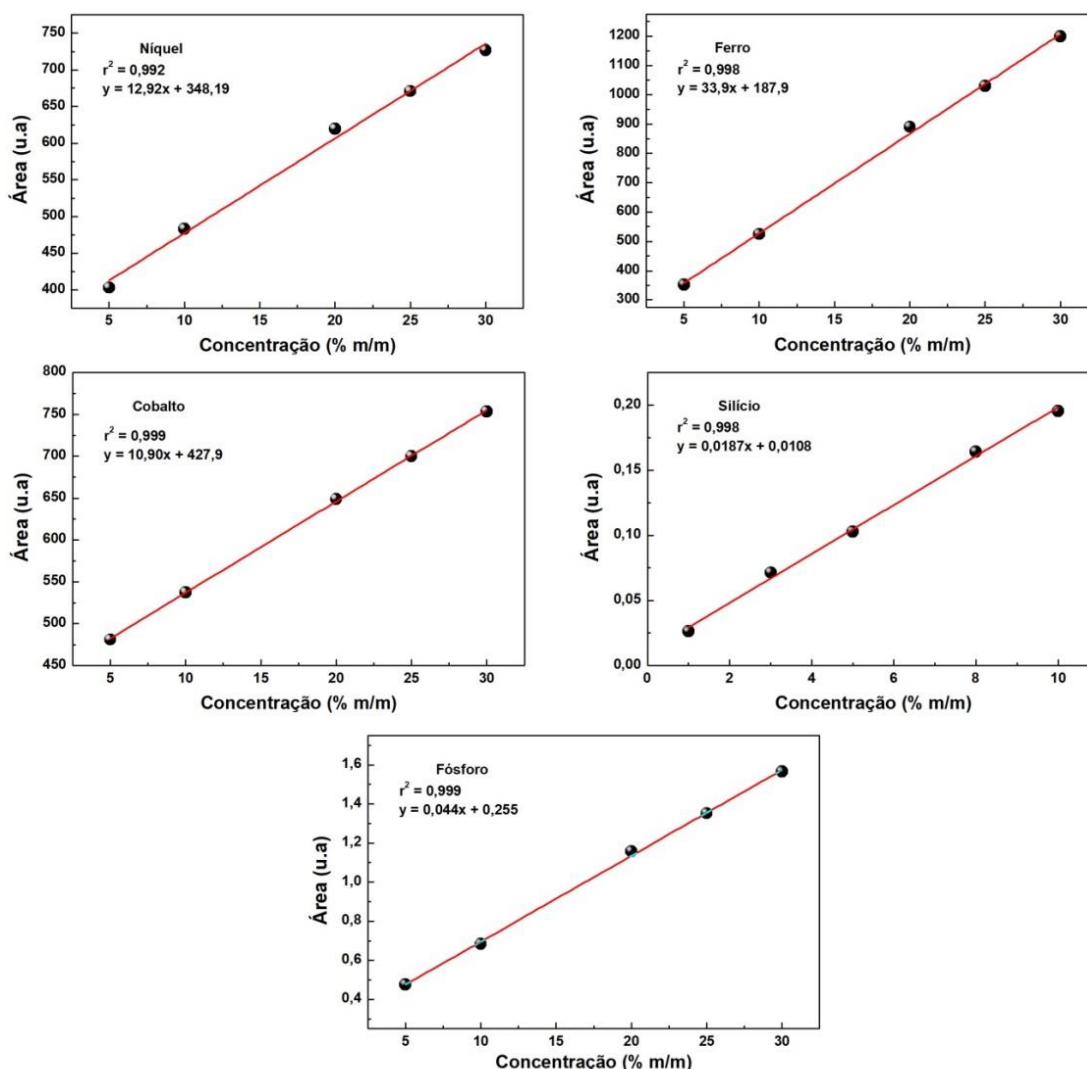 Níquel
r² = 0,992
y = 12,92x + 348,19
750
700
650
600
550
500
450
400
5
10
15
20
25
30
Área (u.a)
Concentração (% m/m)
Ferro
r² = 0,998
y = 33,9x + 187,9
1200
1100
1000
900
800
700
600
500
400
300
5
10
15
20
25
30
Área (u.a)
Concentração (% m/m)
Cobalto
r² = 0,999
y = 10,90x + 427,9
800
750
700
650
600
550
500
450
5
10
15
20
25
30
Área (u.a)
Concentração (% m/m)
Silício
r² = 0,998
y = 0,0187x + 0,0108
0,20
0,15
0,10
0,05
0,00
0
2
4
6
8
10
Área (u.a)
Concentração (% m/m)
Fósforo
r² = 0,999
y = 0,044x + 0,255
1,6
1,4
1,2
1,0
0,8
0,6
0,4
5
10
15
20
25
30
Área (u.a)
Concentração (% m/m)